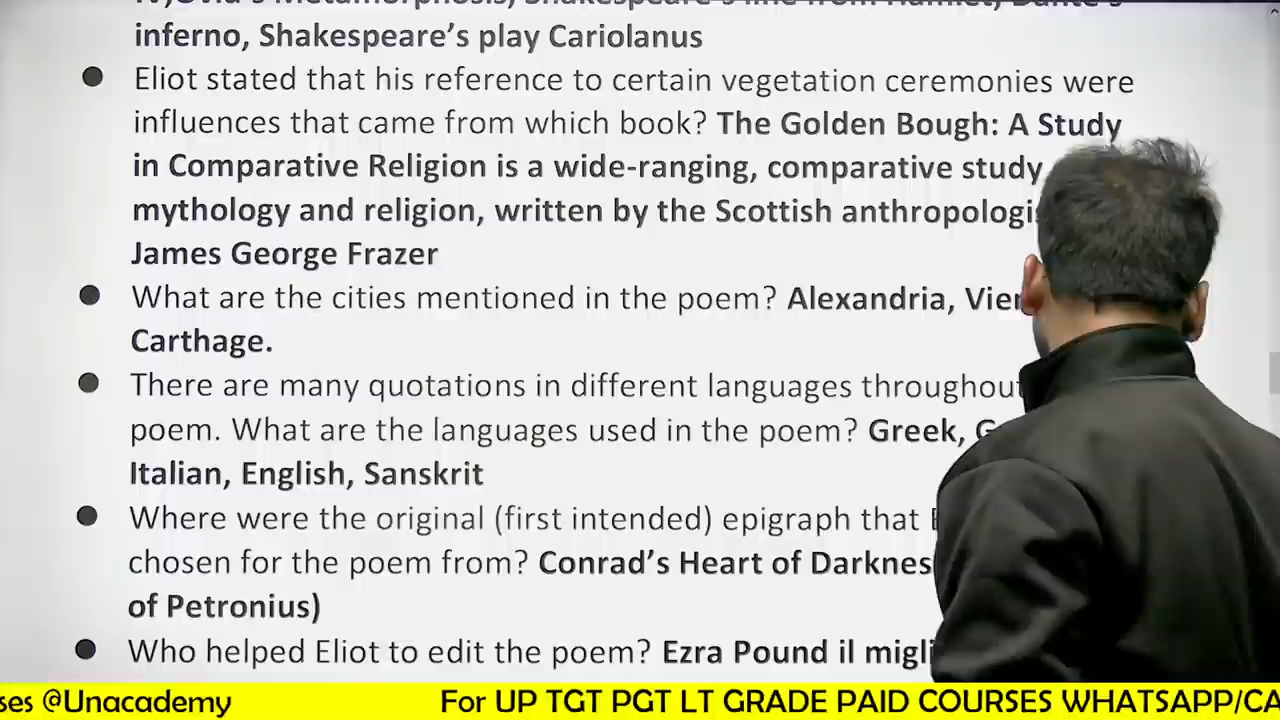 inferno, Shakespeare's play Cariolanus
● Eliot stated that his reference to certain vegetation ceremonies were
influences that came from which book? The Golden Bough: A Study
in Comparative Religion is a wide-ranging, comparative study
mythology and religion, written by the Scottish
James George Frazer
● What are the cities mentioned in the poem? Alexandria,
Carthage.
● There are many quotations in different languages throughout
poem. What are the languages used in the poem? Greek,
Italian, English, Sanskrit
● Where were the original (first intended) epigraph that
chosen for the poem from? Conrad's Heart of
of Petronius)
● Who helped Eliot to edit the poem? Ezra Pound il
@Unacademy For UP TGT PGT LT GRADE PAID COURSES